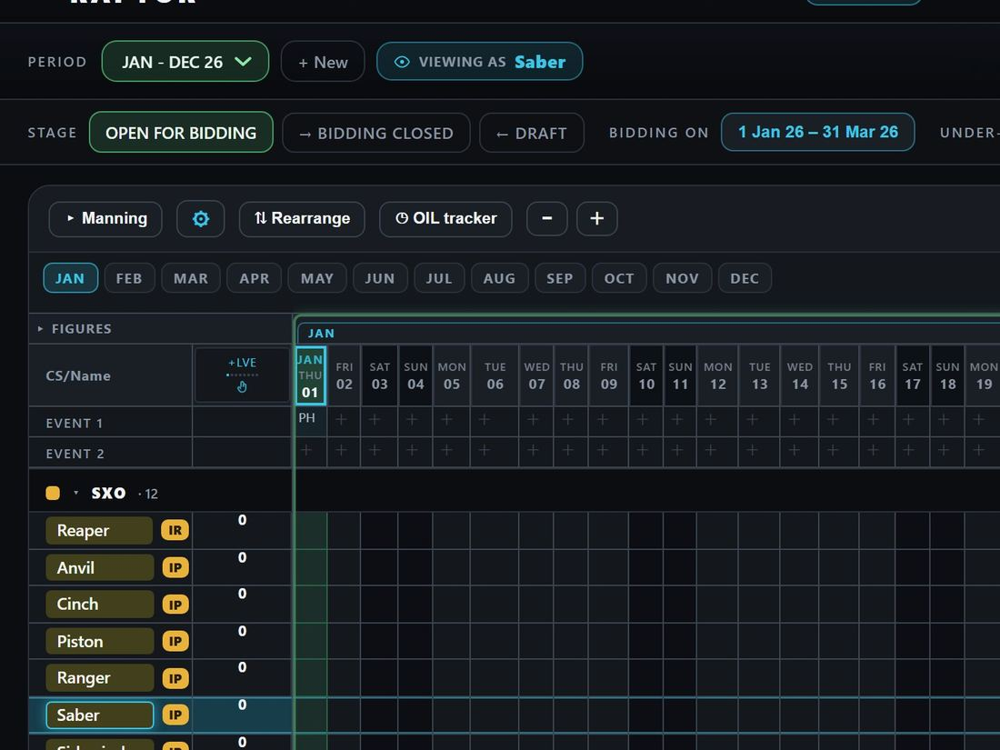 RAPTOR
PERIOD JAN - DEC 26 + New VIEWING AS Saber
STAGE OPEN FOR BIDDING → BIDDING CLOSED ← DRAFT BIDDING ON 1 Jan 26 – 31 Mar 26 UNDER-
▸ Manning ⇅ Rearrange ◷ OIL tracker − +
JAN FEB MAR APR MAY JUN JUL AUG SEP OCT NOV DEC
▸ FIGURES JAN
CS/Name +LVE JAN THU 01 FRI 02 SAT 03 SUN 04 MON 05 TUE 06 WED 07 THU 08 FRI 09 SAT 10 SUN 11 MON 12 TUE 13 WED 14 THU 15 FRI 16 SAT 17 SUN 18 MON 19
EVENT 1 PH + + + + + + + + + + + + + + + + + +
EVENT 2 + + + + + + + + + + + + + + + + + + +
▾ SXO · 12
Reaper IR 0
Anvil IP 0
Cinch IP 0
Piston IP 0
Ranger IP 0
Saber IP 0
IP 0